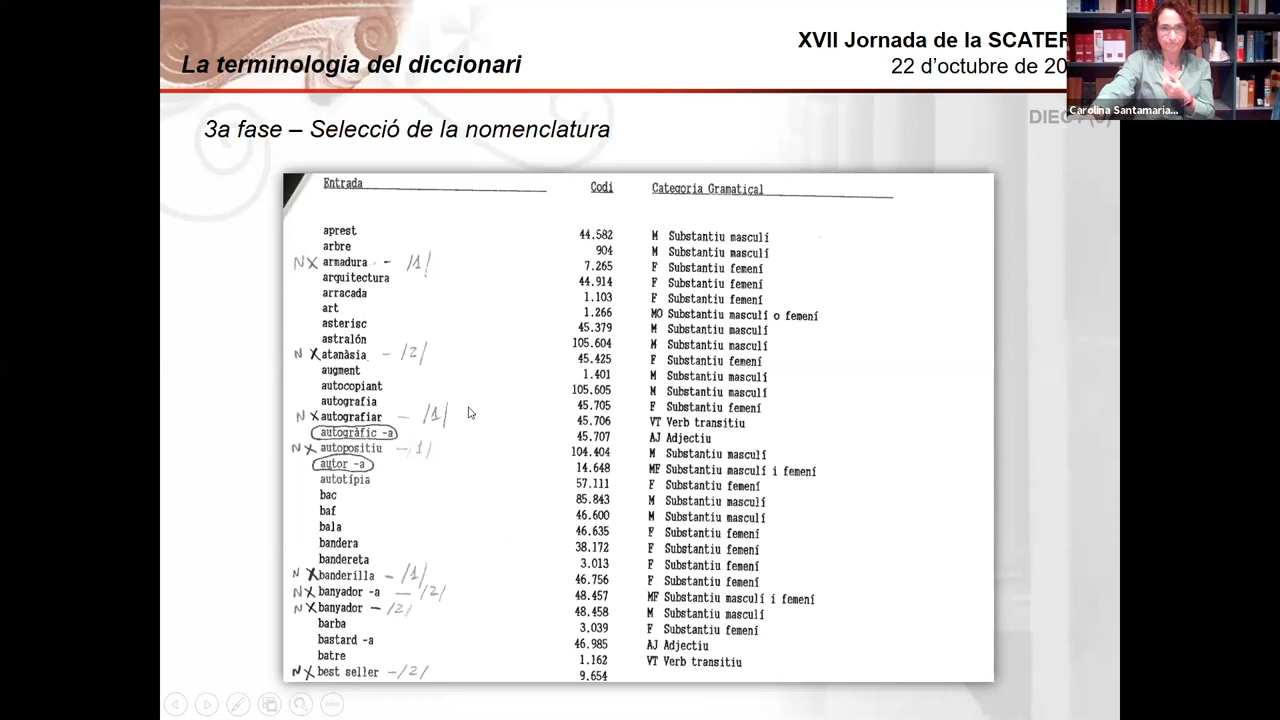 La terminologia del diccionari
XVII Jornada de la SCATER
22 d'octubre de 20
Carolina Santamaria...
3a fase – Selecció de la nomenclatura
Entrada Codi Categoria Gramatical
aprest 44.582 M Substantiu masculí
arbre 904 M Substantiu masculí
NX armadura - /1/ 7.265 F Substantiu femení
arquitectura 44.914 F Substantiu femení
arracada 1.103 F Substantiu femení
art 1.266 MO Substantiu masculí o femení
asterisc 45.379 M Substantiu masculí
astralón 105.604 M Substantiu masculí
N X atanàsia - /2/ 45.425 F Substantiu femení
augment 1.401 M Substantiu masculí
autocopiant 105.605 M Substantiu masculí
autografia 45.705 F Substantiu femení
N X autografiar - /1/ 45.706 VT Verb transitiu
autogràfic -a 45.707 AJ Adjectiu
N X autopositiu - /1/ 104.404 M Substantiu masculí
autor -a 14.648 MF Substantiu masculí i femení
autotípia 57.111 F Substantiu femení
bac 85.843 M Substantiu masculí
baf 46.600 M Substantiu masculí
bala 46.635 F Substantiu femení
bandera 38.172 F Substantiu femení
bandereta 3.013 F Substantiu femení
N X banderilla - /1/ 46.756 F Substantiu femení
N X banyador -a - /2/ 48.457 MF Substantiu masculí i femení
N X banyador - /2/ 48.458 M Substantiu masculí
barba 3.039 F Substantiu femení
bastard -a 46.985 AJ Adjectiu
batre 1.162 VT Verb transitiu
N X best seller - /2/ 9.654